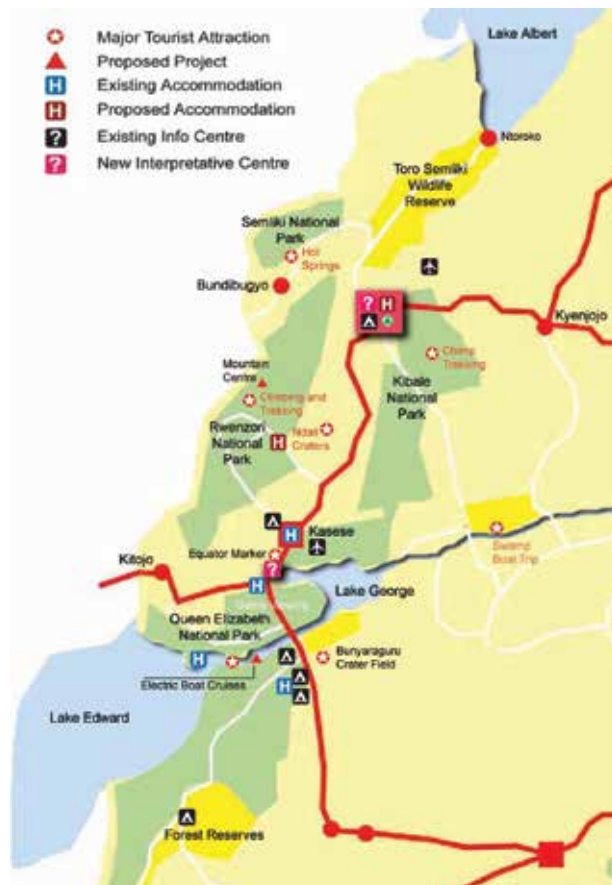 Major Tourist Attraction
Proposed Project
H
Existing Accommodation
H
Proposed Accommodation
?
Existing Info Centre
?
New Interpretative Centre
Lake Albert
Ntoroko
Toro Semliki
Wildlife
Reserve
Semliki National
Park
Hot
Springs
Bundibugyo
? H
Kyenjojo
Chimp
Trekking
Mountain
Centre
Climbing and
Trekking
Kibale
National
Park
Rwenzori
National
Park
H
Ndali
Craters
H
Kasese
Equator Marker
?
Swamp
Boat Trip
Kitojo
H
Lake George
Queen Elizabeth
National Park
H
Bunyaraguru
Crater Field
Electric Boat Cruises
H
Lake Edward
Forest Reserves